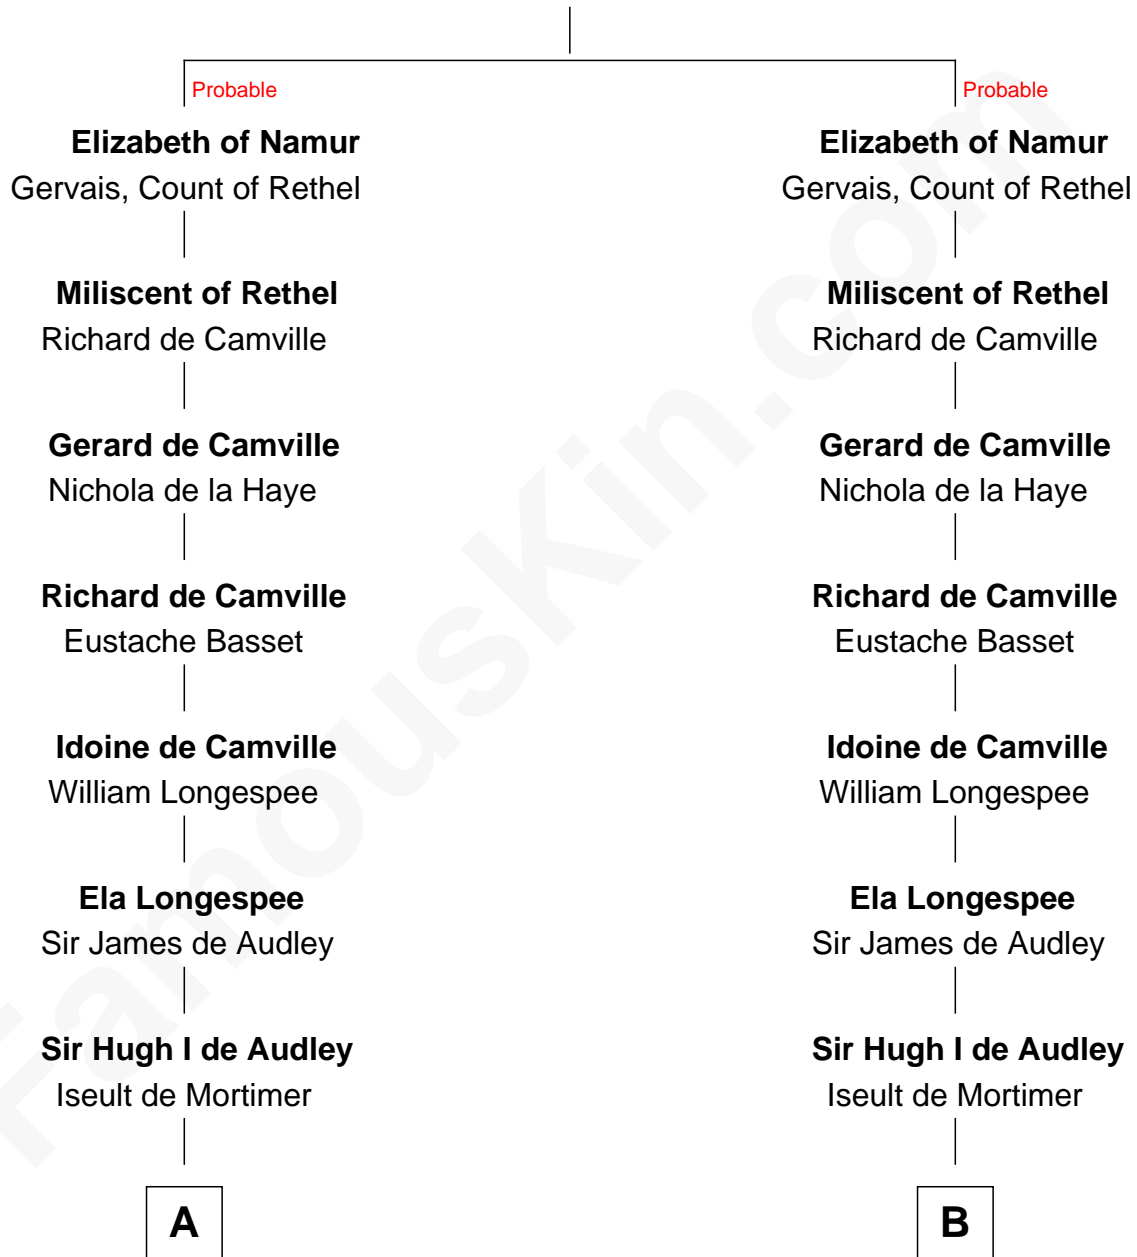 Probable Probable
Elizabeth of Namur Elizabeth of Namur
Gervais, Count of Rethel Gervais, Count of Rethel
Miliscent of Rethel Miliscent of Rethel
Richard de Camville Richard de Camville
Gerard de Camville Gerard de Camville
Nichola de la Haye Nichola de la Haye
Richard de Camville Richard de Camville
Eustache Basset Eustache Basset
Idoine de Camville Idoine de Camville
William Longespee William Longespee
Ela Longespee Ela Longespee
Sir James de Audley Sir James de Audley
Sir Hugh I de Audley Sir Hugh I de Audley
Iseult de Mortimer Iseult de Mortimer
A B
FamousKin.com